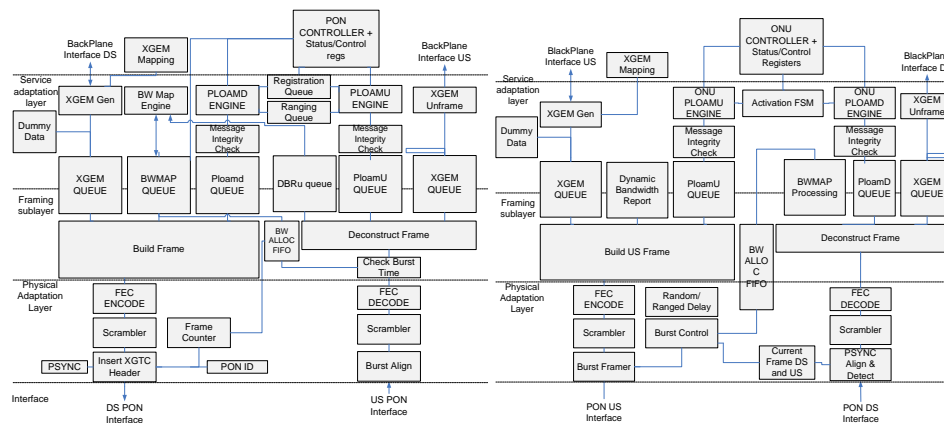 BackPlane
Interface DS
XGEM
Mapping
PON
CONTROLLER +
Status/Control
regs
BackPlane
Interface US
Service
adaptation
layer
XGEM Gen
BW Map
Engine
PLOAMD
ENGINE
Registration
Queue
Ranging
Queue
PLOAMU
ENGINE
XGEM
Unframe
Dummy
Data
Message
Integrity
Check
Message
Integrity
Check
XGEM
QUEUE
BWMAP
QUEUE
Ploamd
QUEUE
DBRu queue
PloamU
QUEUE
XGEM
QUEUE
Framing
sublayer
Build Frame
BW
ALLOC
FIFO
Deconstruct Frame
Check Burst
Time
Physical
Adaptation
Layer
FEC
ENCODE
FEC
DECODE
Scrambler
Frame
Counter
Scrambler
PSYNC
Insert XGTC
Header
PON ID
Burst Align
Interface
DS PON
Interface
US PON
Interface
BlackPlane
Interface US
XGEM
Mapping
ONU
CONTROLLER +
Status/Control
Registers
BlackPlane
Interface D
Service
adaptation
layer
XGEM Gen
ONU
PLOAMU
ENGINE
Activation FSM
ONU
PLOAMD
ENGINE
XGEM
Unframe
Dummy
Data
Message
Integrity
Check
Message
Integrity
Check
XGEM
QUEUE
Dynamic
Bandwidth
Report
PloamU
QUEUE
BWMAP
Processing
PloamD
QUEUE
XGEM
QUEUE
Framing
sublayer
Build US Frame
BW
ALLO
C
FIFO
Deconstruct Frame
Physical
Adaptation
Layer
FEC
ENCODE
Random/
Ranged Delay
FEC
DECODE
Scrambler
Burst Control
Scrambler
Burst Framer
Current
Frame DS
and US
PSYNC
Align &
Detect
PON US
Interface
PON DS
Interface